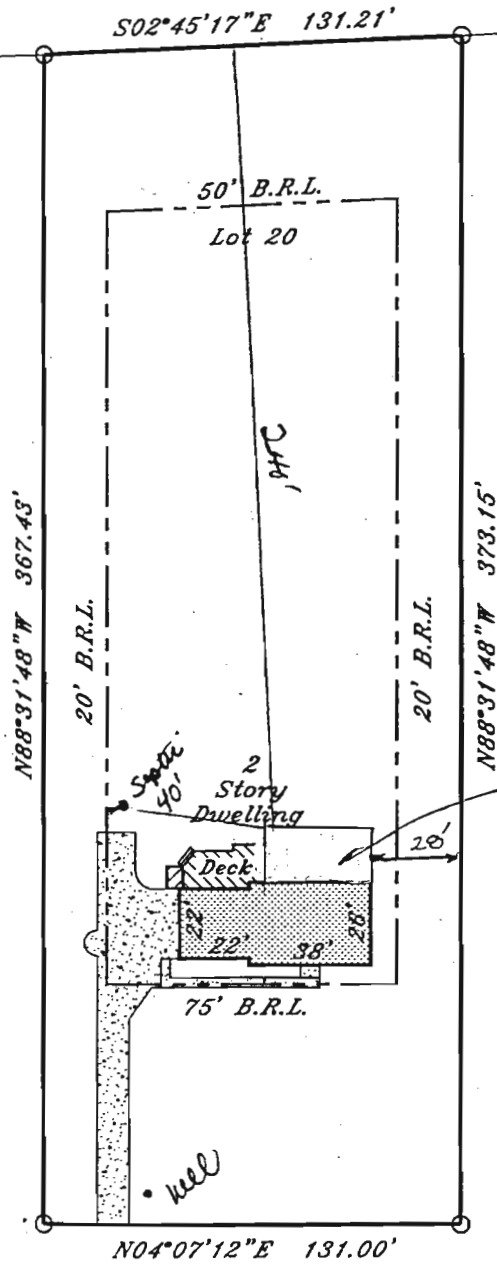 S02°45'17"E 131.21'
50' B.R.L.
Lot 20
N88°31'48"W 367.43'
N88°31'48"W 373.15'
20' B.R.L.
20' B.R.L.
40'
2
Story
Dwelling
Deck
28'
22'
22'
38'
75' B.R.L.
well
N04°07'12"E 131.00'